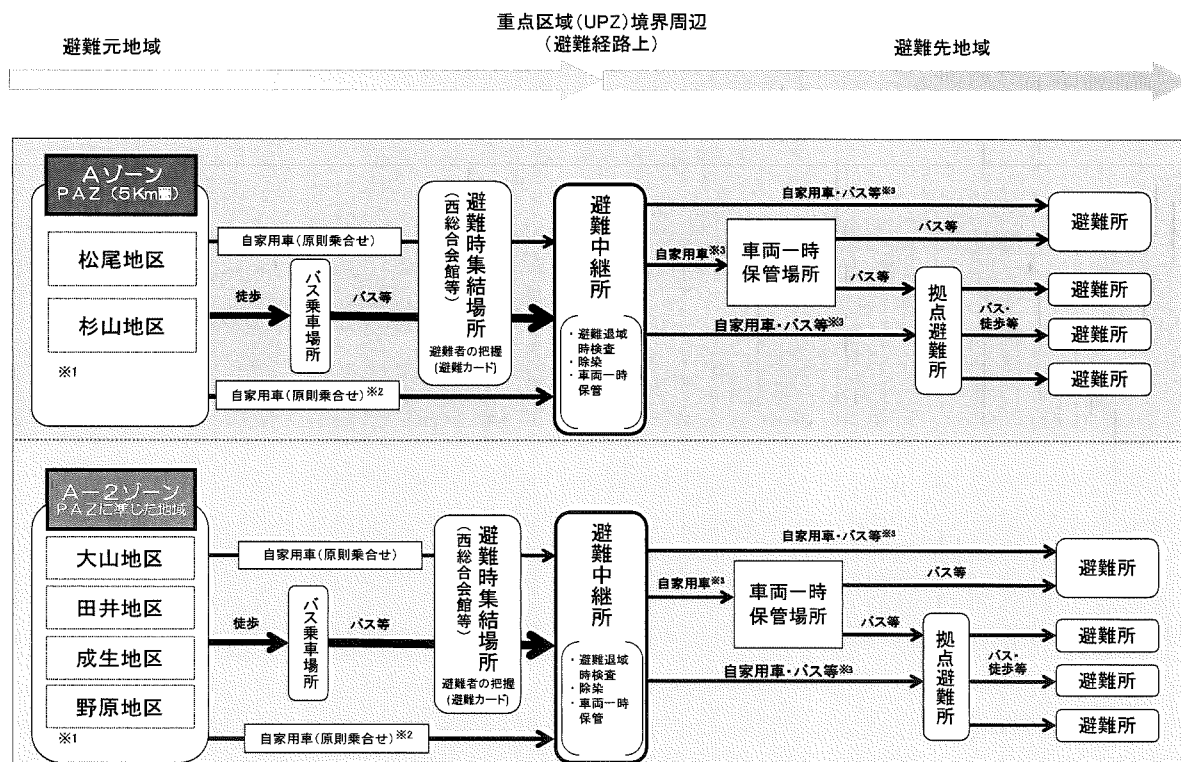 避難元地域
重点区域(UPZ)境界周辺
(避難経路上)
避難先地域
Aゾーン
PAZ(5Km圏)
松尾地区
杉山地区
※1
自家用車(原則乗合せ)
徒歩
バス乗車場所
バス等
自家用車(原則乗合せ)※2
避難時集結場所
(西総合会館等)
避難者の把握
(避難カード)
避難中継所
・避難退域
時検査
・除染
・車両一時
保管
自家用車・バス等※3
自家用車※3
車両一時
保管場所
バス等
バス等
自家用車・バス等※3
拠点避難所
バス・
徒歩等
避難所
避難所
避難所
避難所
A-2ゾーン
PAZに準じた地域
大山地区
田井地区
成生地区
野原地区
※1
自家用車(原則乗合せ)
徒歩
バス乗車場所
バス等
自家用車(原則乗合せ)※2
避難時集結場所
(西総合会館等)
避難者の把握
(避難カード)
避難中継所
・避難退域
時検査
・除染
・車両一時
保管
自家用車・バス等※3
自家用車※3
車両一時
保管場所
バス等
バス等
自家用車・バス等※3
拠点避難所
バス・
徒歩等
避難所
避難所
避難所
避難所